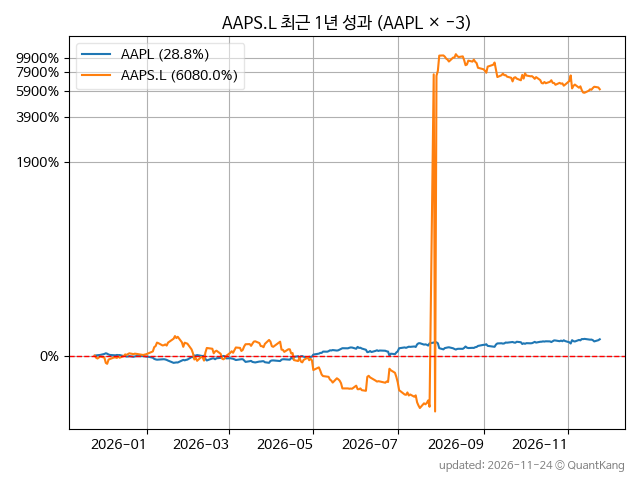 AAPS.L 최근 1년 성과 (AAPL × −3)
AAPL (28.8%)
AAPS.L (6080.0%)
9900%
7900%
5900%
3900%
1900%
0%
2026-01 2026-03 2026-05 2026-07 2026-09 2026-11
updated: 2026-11-24 © QuantKang